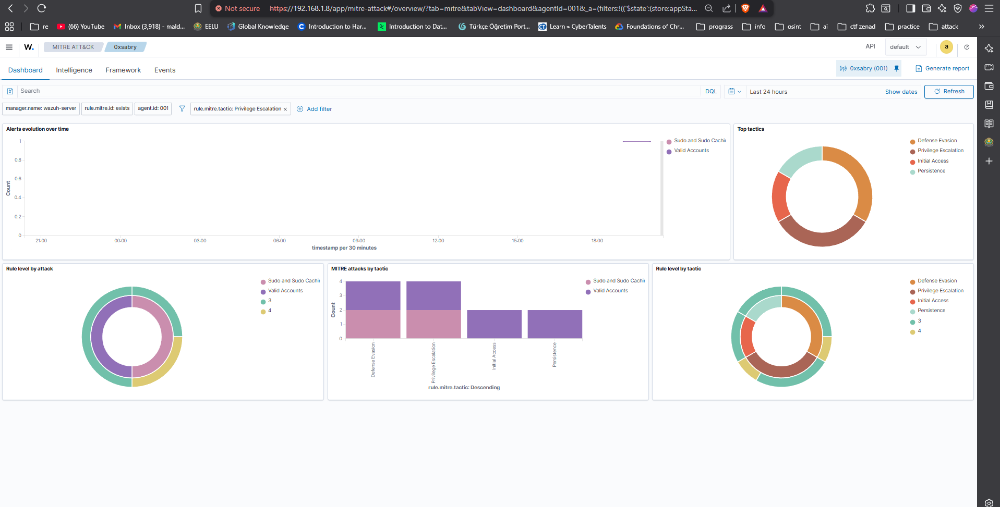 Not secure https://192.168.1.8/app/mitre-attack#/overview/?tab=mitre&tabView=dashboard&agentId=001&_a=(filters:!(('$state':(store:appSta...
re (66) YouTube Inbox (3,918) - mald... EELU Global Knowledge Introduction to Har... Introduction to Dat... Türkçe Öğretim Port... Learn » CyberTalents Foundations of Chr... prograss info osint ai ctf zenad practice attack »
W. MITRE ATT&CK 0xsabry API default a
Dashboard Intelligence Framework Events 0xsabry (001) Generate report
Search DQL Last 24 hours Show dates Refresh
manager.name: wazuh-server rule.mitre.id: exists agent.id: 001 rule.mitre.tactic: Privilege Escalation × Add filter
Alerts evolution over time
1
0.8
0.6
0.4
0.2
0
Count
21:00 00:00 03:00 06:00 09:00 12:00 15:00 18:00
timestamp per 30 minutes
Sudo and Sudo Cachin
Valid Accounts
Top tactics
Defense Evasion
Privilege Escalation
Initial Access
Persistence
Rule level by attack
Sudo and Sudo Cachin
Valid Accounts
3
4
MITRE attacks by tactic
4
3
2
1
0
Count
Defense Evasion
Privilege Escalation
Initial Access
Persistence
rule.mitre.tactic: Descending
Sudo and Sudo Cachin
Valid Accounts
Rule level by tactic
Defense Evasion
Privilege Escalation
Initial Access
Persistence
3
4